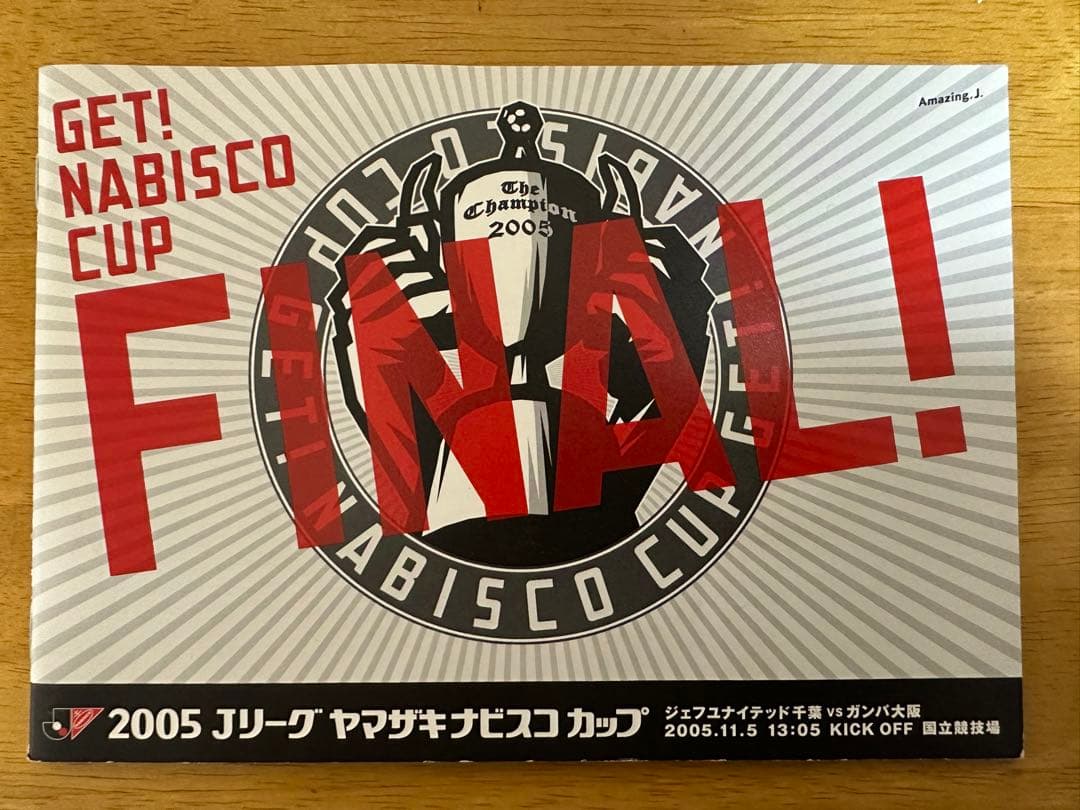 GET!
NABISCO
CUP
FINAL!
Amazing.J.
The
Champion
2005
GET! NABISCO CUP GET! NABISCO CUP
2005 Jリーグ ヤマザキナビスコ カップ
ジェフユナイテッド千葉 VS ガンバ大阪
2005.11.5 13:05 KICK OFF 国立競技場